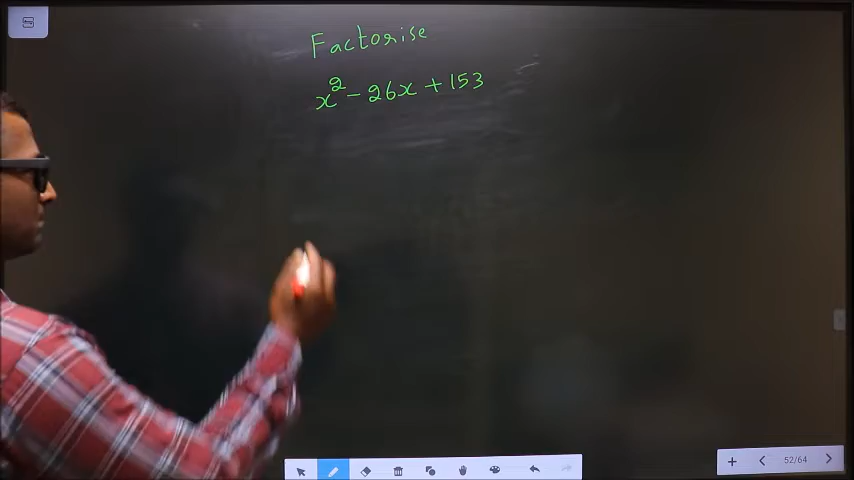 Factorise
x² - 26x + 153
52/64